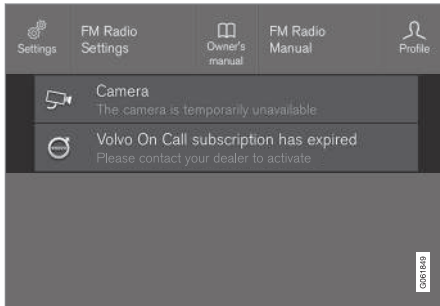 Settings
FM Radio
Settings
Owner's
manual
FM Radio
Manual
Profile
Camera
The camera is temporarily unavailable
Volvo On Call subscription has expired
Please contact your dealer to activate
G061849